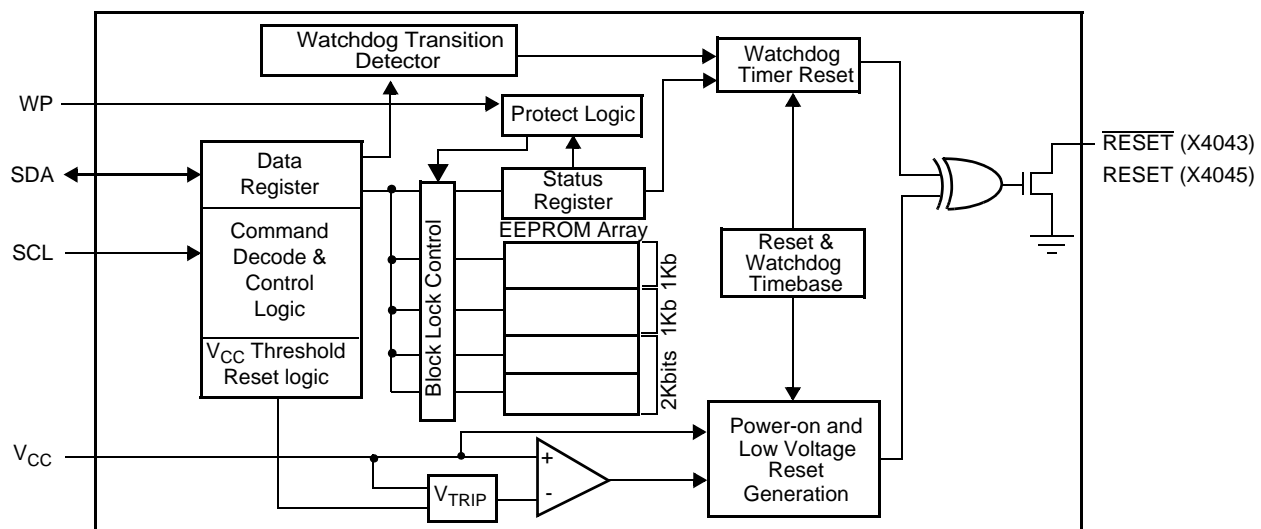 Watchdog Transition
Detector
Watchdog
Timer Reset
WP
Protect Logic
RESET (X4043)
RESET (X4045)
SDA
Data
Register
Status
Register
EEPROM Array
SCL
Command
Decode &
Control
Logic
Block Lock Control
1Kb
1Kb
2Kbits
Reset &
Watchdog
Timebase
VCC Threshold
Reset logic
Power-on and
Low Voltage
Reset
Generation
VCC
+
-
VTRIP